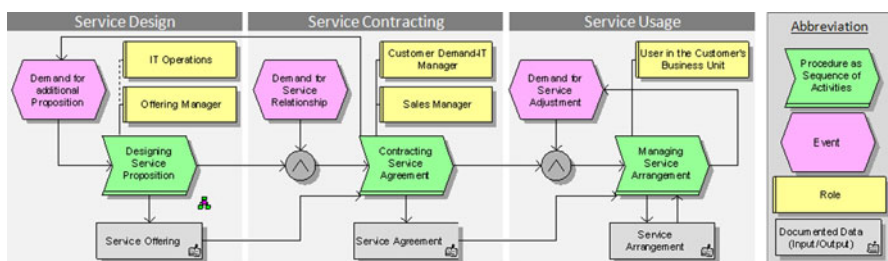 Service Design
Service Contracting
Service Usage
Abbreviation
Demand for
additional
Proposition
IT Operations
Offering Manager
Designing
Service
Proposition
Service Offering
Demand for
Service
Relationship
Customer Demand-IT
Manager
Sales Manager
Contracting
Service
Agreement
Service Agreement
Demand for
Service
Adjustment
User in the Customer's
Business Unit
Managing
Service
Arrangement
Service
Arrangement
Procedure as
Sequence of
Activities
Event
Role
Documented Data
(Input/Output)